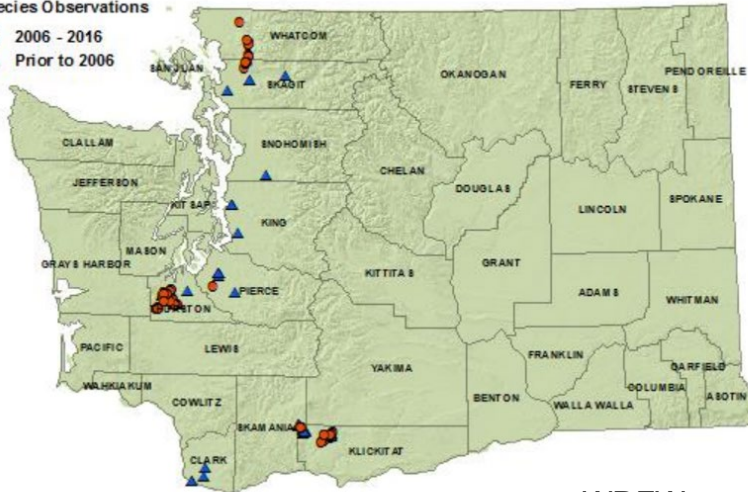 ecies Observations
2006 - 2016
Prior to 2006
WHATCOM
SAN JUAN
SKAGIT
OKANOGAN
FERRY
STEVENS
PEND OREILLE
CLALLAM
SNOHOMISH
CHELAN
JEFFERSON
DOUGLAS
KITSAP
LINCOLN
SPOKANE
KING
MASON
GRAYS HARBOR
KITTITAS
GRANT
PIERCE
ADAMS
WHITMAN
THURSTON
PACIFIC
LEWIS
FRANKLIN
YAKIMA
GARFIELD
WAHKIAKUM
COLUMBIA
ASOTIN
COWLITZ
BENTON
WALLA WALLA
SKAMANIA
KLICKITAT
CLARK